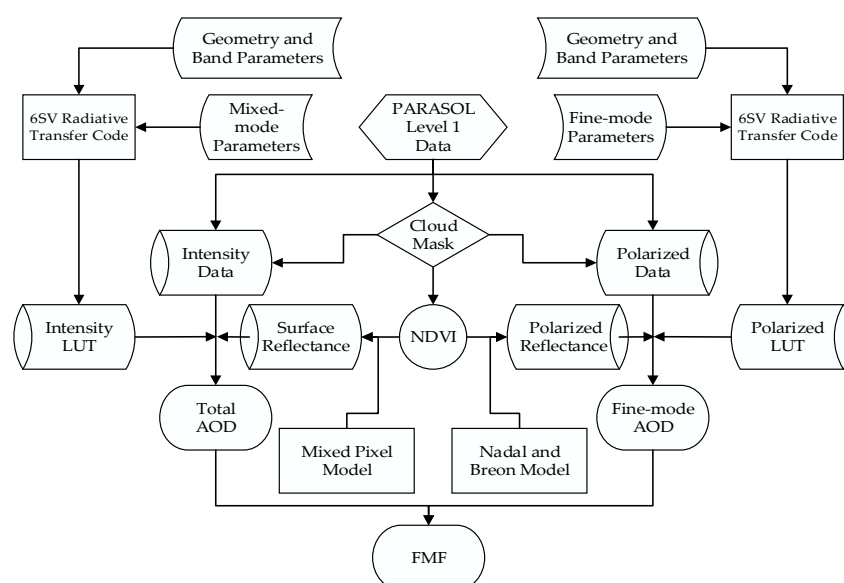 Geometry and
Band Parameters
Geometry and
Band Parameters
6SV Radiative
Transfer Code
Mixed-
mode
Parameters
PARASOL
Level 1
Data
Fine-mode
Parameters
6SV Radiative
Transfer Code
Cloud
Mask
Intensity
Data
Polarized
Data
Intensity
LUT
Surface
Reflectance
NDVI
Polarized
Reflectance
Polarized
LUT
Total
AOD
Fine-mode
AOD
Mixed Pixel
Model
Nadal and
Breon Model
FMF